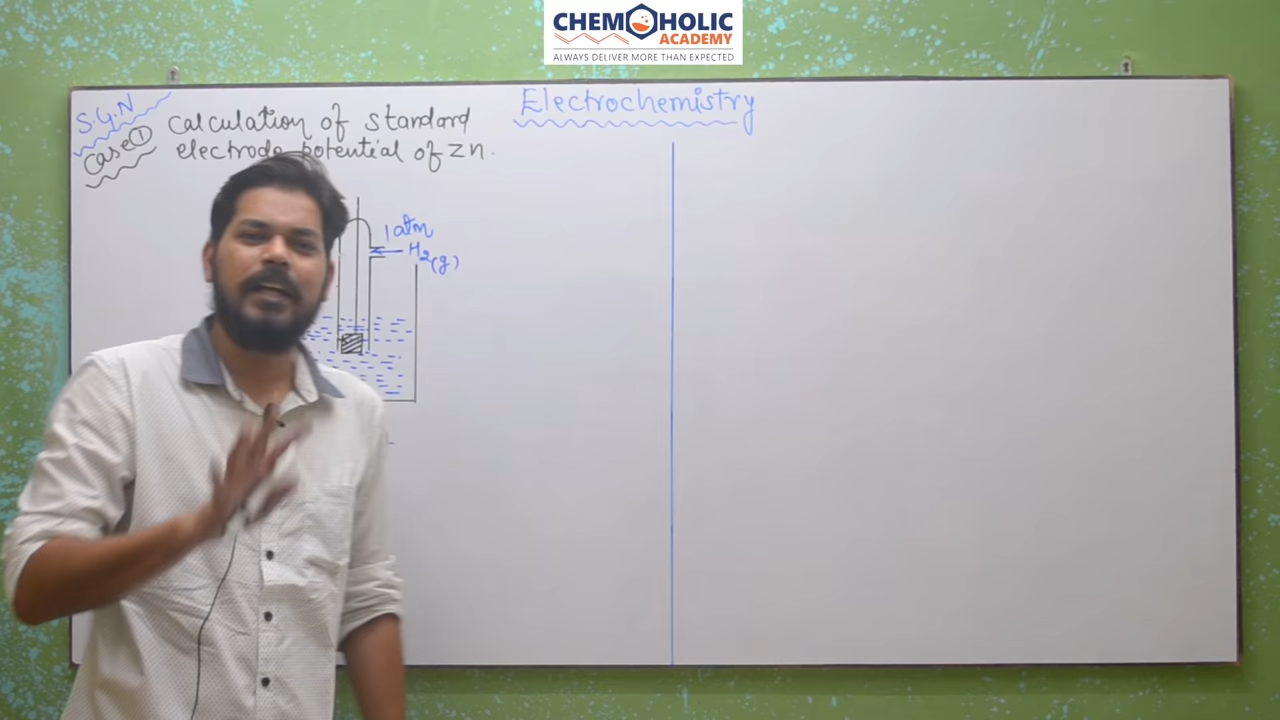 CHEMOHOLIC
ACADEMY
ALWAYS DELIVER MORE THAN EXPECTED
Electrochemistry
S.G.N
Case ① Calculation of standard
electrode potential of Zn.
1 atm
H2(g)